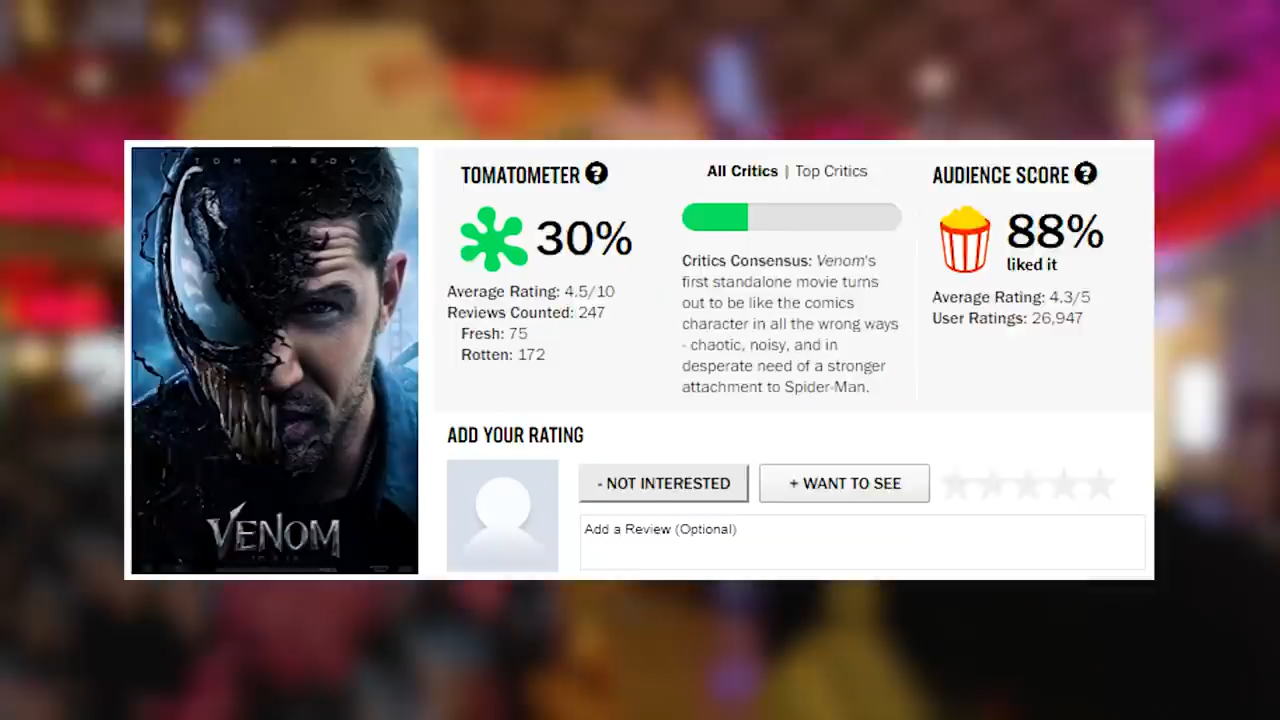 TOM HARDY
VENOM
TOMATOMETER ?
30%
Average Rating: 4.5/10
Reviews Counted: 247
Fresh: 75
Rotten: 172
All Critics | Top Critics
Critics Consensus: Venom's
first standalone movie turns
out to be like the comics
character in all the wrong ways
- chaotic, noisy, and in
desperate need of a stronger
attachment to Spider-Man.
AUDIENCE SCORE ?
88%
liked it
Average Rating: 4.3/5
User Ratings: 26,947
ADD YOUR RATING
- NOT INTERESTED
+ WANT TO SEE
Add a Review (Optional)